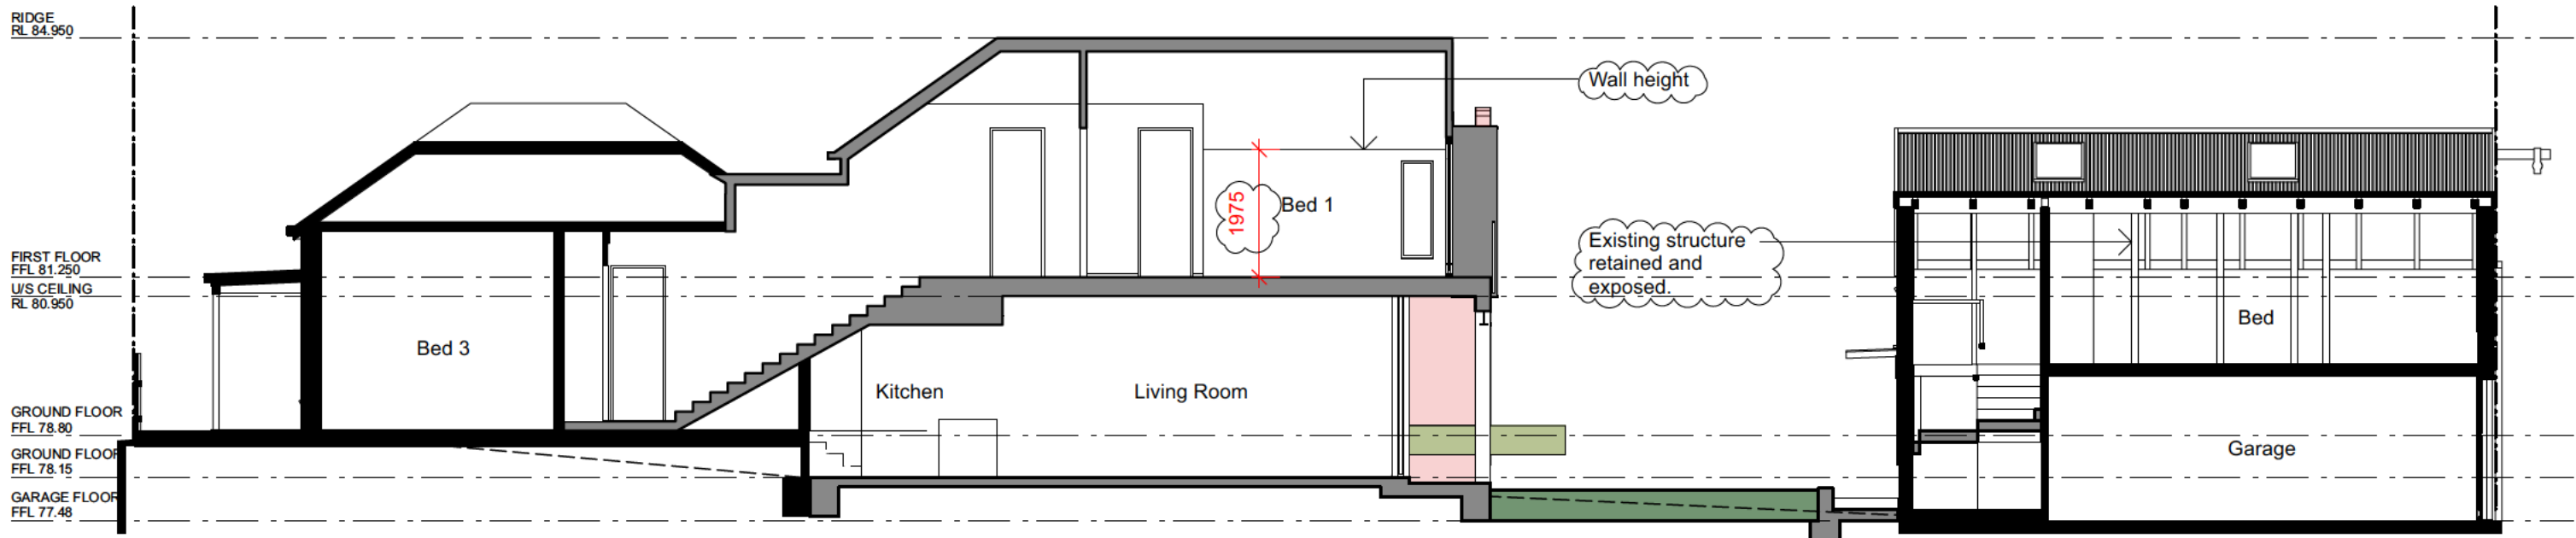 RIDGE
RL 84.950
FIRST FLOOR
FFL 81.250
U/S CEILING
RL 80.950
GROUND FLOOR
FFL 78.80
GROUND FLOOR
FFL 78.15
GARAGE FLOOR
FFL 77.48
Bed 3
Kitchen
Living Room
1975
Bed 1
Wall height
Existing structure
retained and
exposed.
Bed
Garage